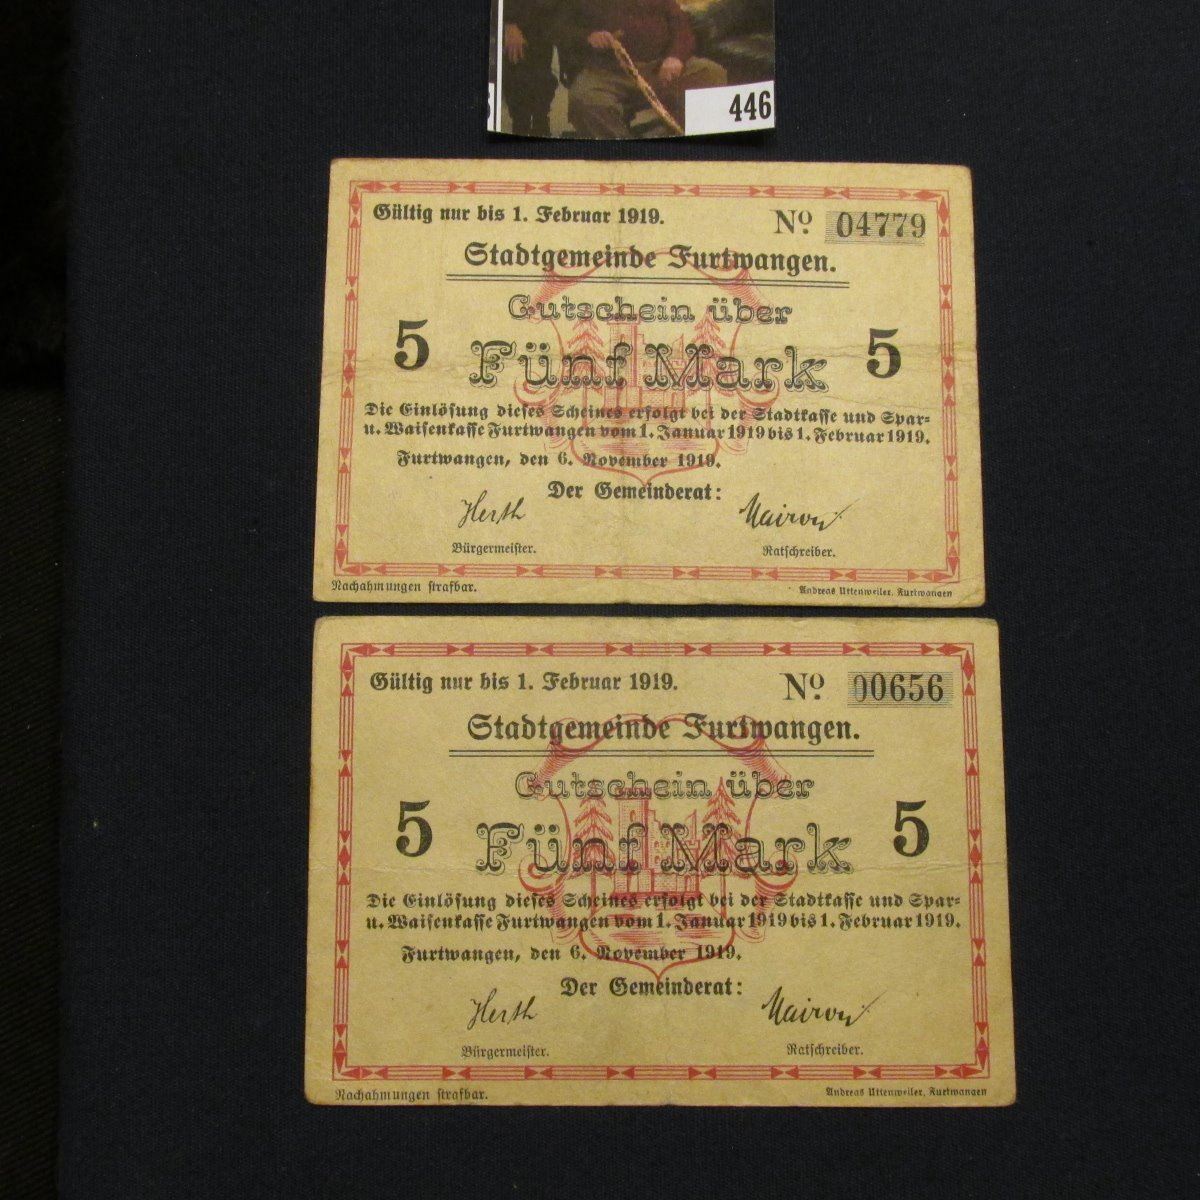 446
Gültig nur bis 1. Februar 1919.
No. 04779
Stadtgemeinde Furtwangen.
Gutschein über
5 Fünf Mark 5
Die Einlösung dieses Scheines erfolgt bei der Stadtkasse und Spar-
u. Waisenkasse Furtwangen vom 1. Januar 1919 bis 1. Februar 1919.
Furtwangen, den 6. November 1919.
Der Gemeinderat:
Herth
Bürgermeister.
Ratschreiber.
Nachahmungen strafbar.
Andreas Uttenweiler, Furtwangen
Gültig nur bis 1. Februar 1919.
No. 00656
Stadtgemeinde Furtwangen.
Gutschein über
5 Fünf Mark 5
Die Einlösung dieses Scheines erfolgt bei der Stadtkasse und Spar-
u. Waisenkasse Furtwangen vom 1. Januar 1919 bis 1. Februar 1919.
Furtwangen, den 6. November 1919.
Der Gemeinderat:
Herth
Bürgermeister.
Ratschreiber.
Nachahmungen strafbar.
Andreas Uttenweiler, Furtwangen